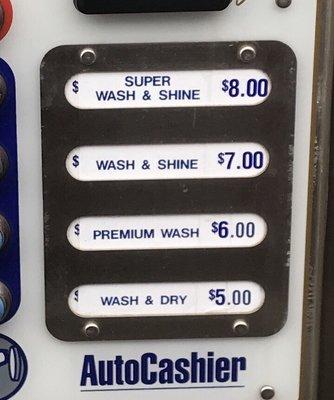 $ SUPER
WASH & SHINE $8.00
$ WASH & SHINE $7.00
$ PREMIUM WASH $6.00
$ WASH & DRY $5.00
AutoCashier